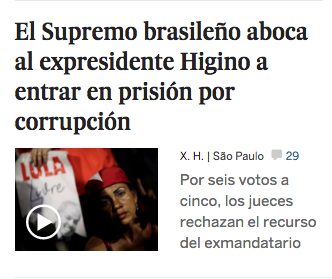 El Supremo brasileño aboca
al expresidente Higino a
entrar en prisión por
corrupción
X. H. | São Paulo 29
LULA
Livre
Por seis votos a
cinco, los jueces
rechazan el recurso
del exmandatario